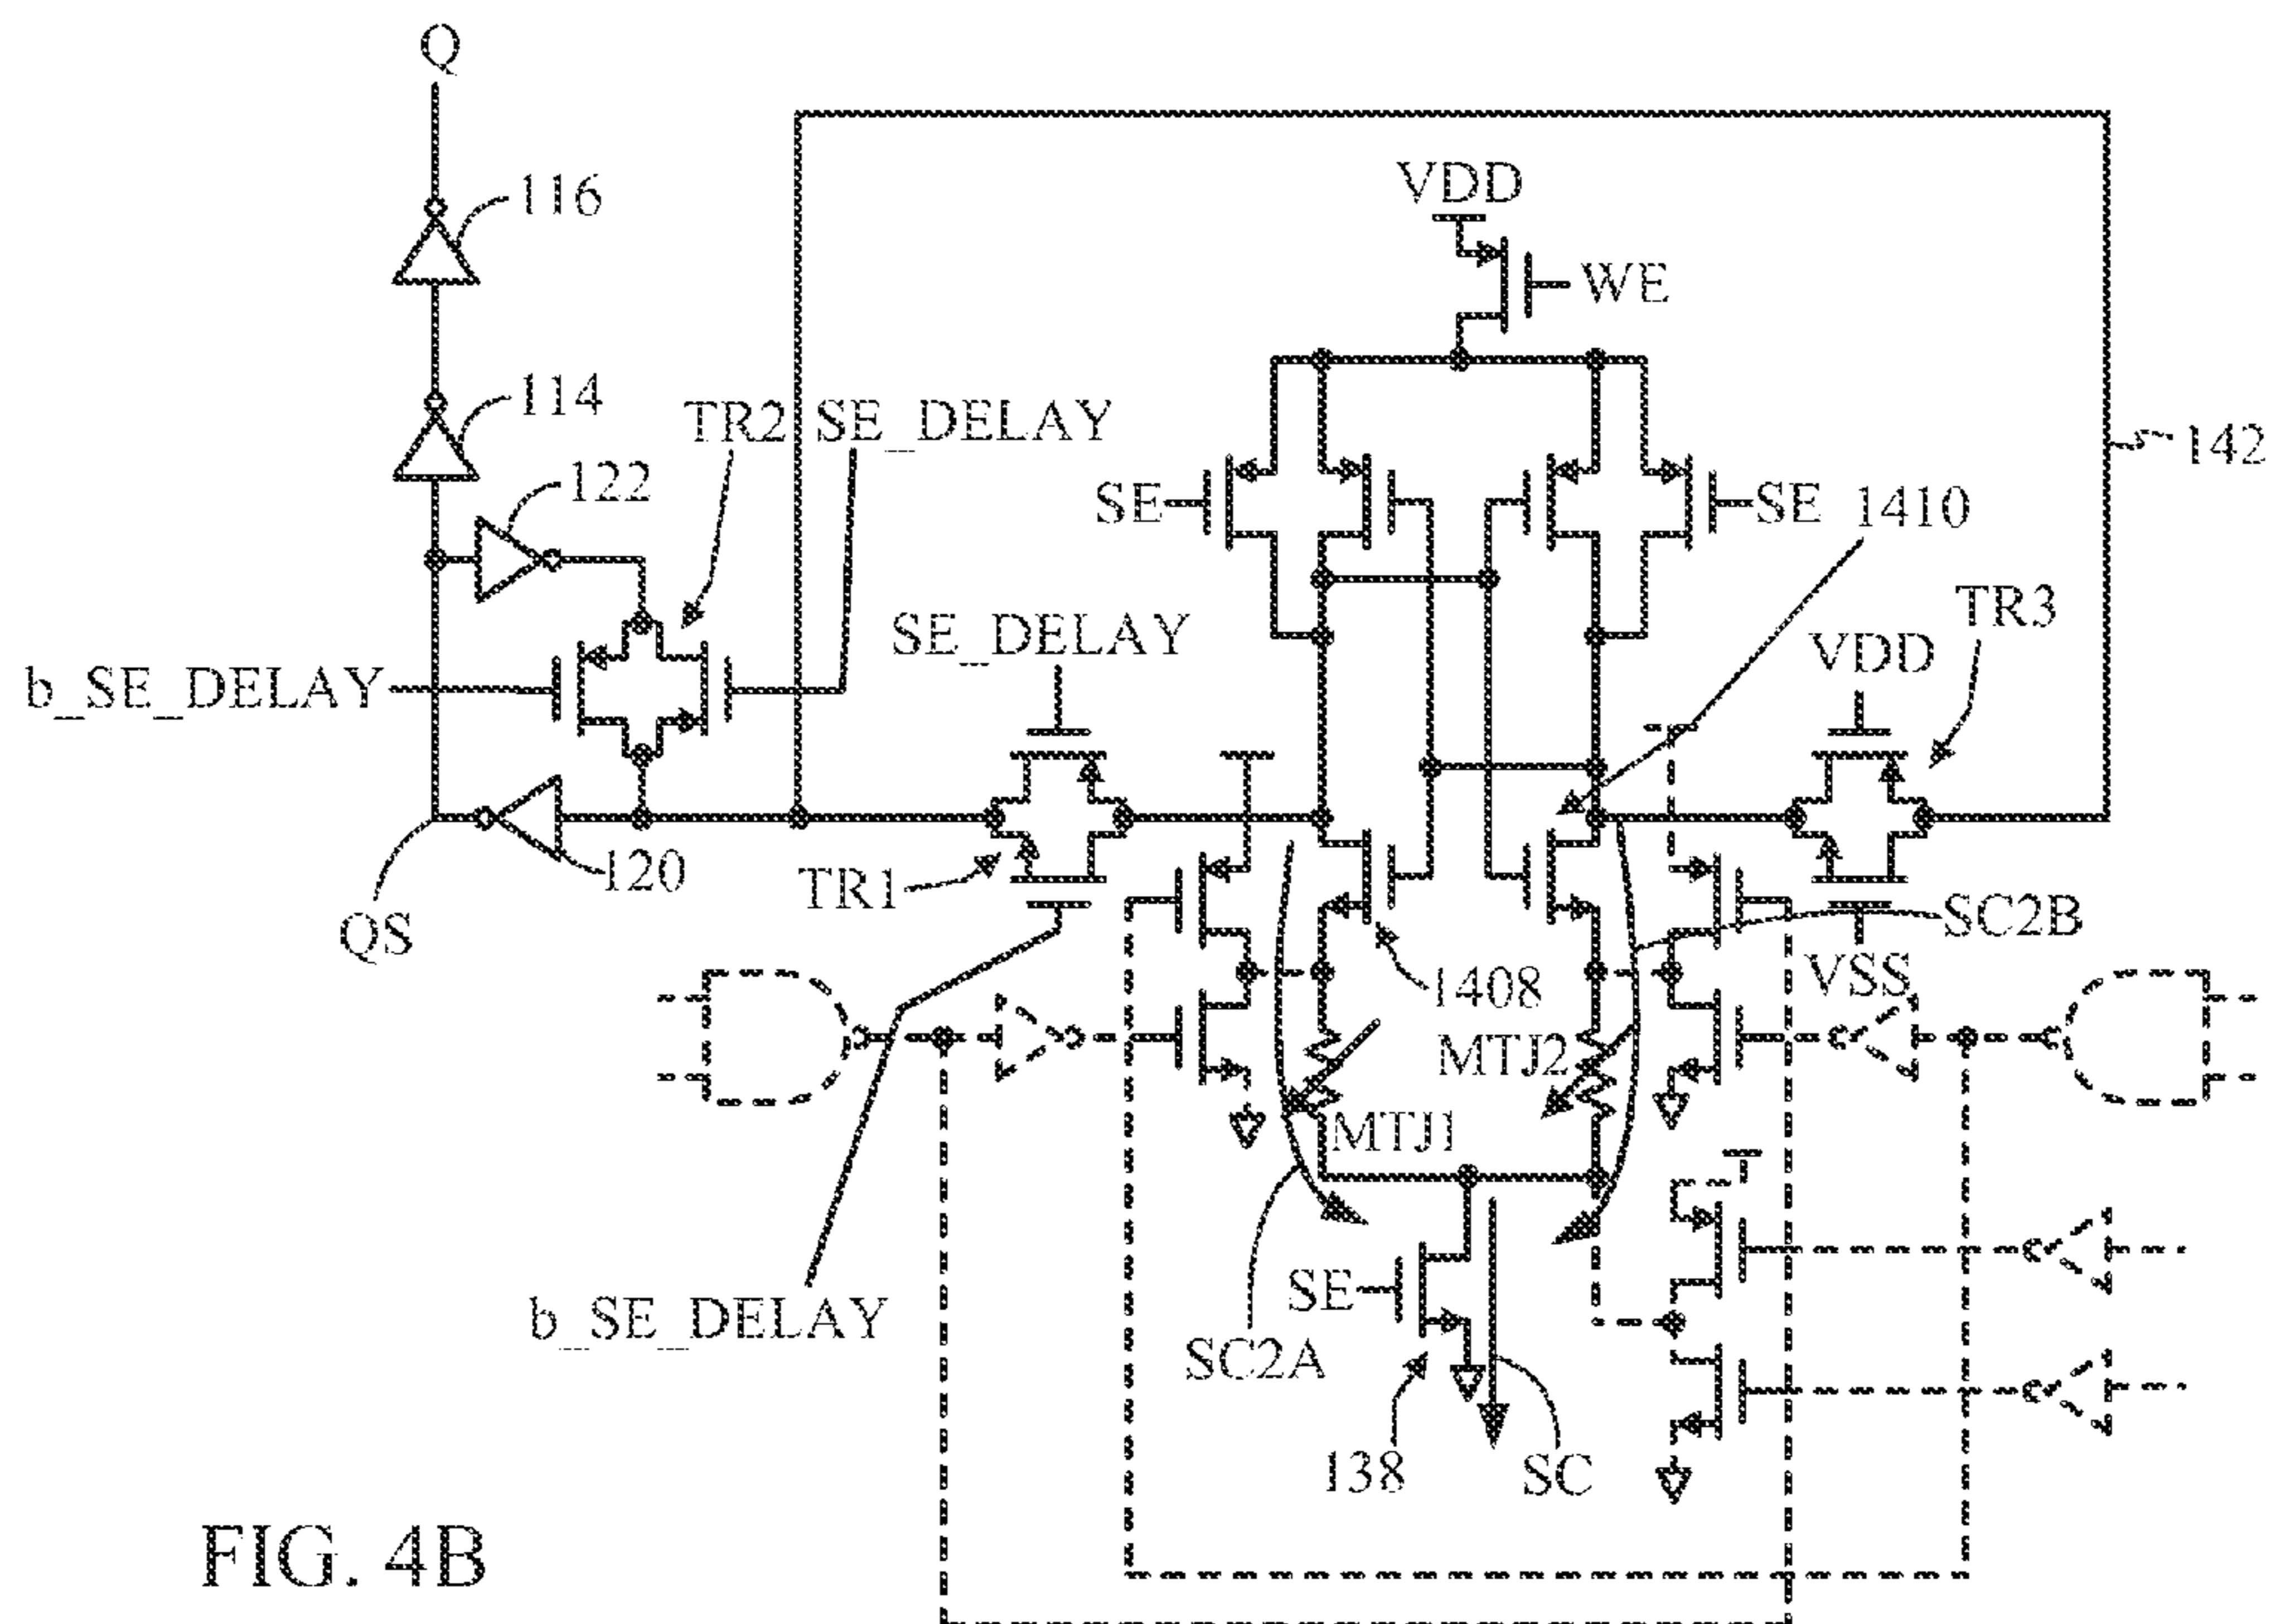 Q
116
VDD
WE
114
TR2
SE_DELAY
142
122
SE
SE
1410
SE_DELAY
TR3
VDD
b_SE_DELAY
120
TR1
QS
SC2B
1408
VSS
MTJ2
MTJ1
SE
b_SE_DELAY
SC2A
138
SC
FIG. 4B